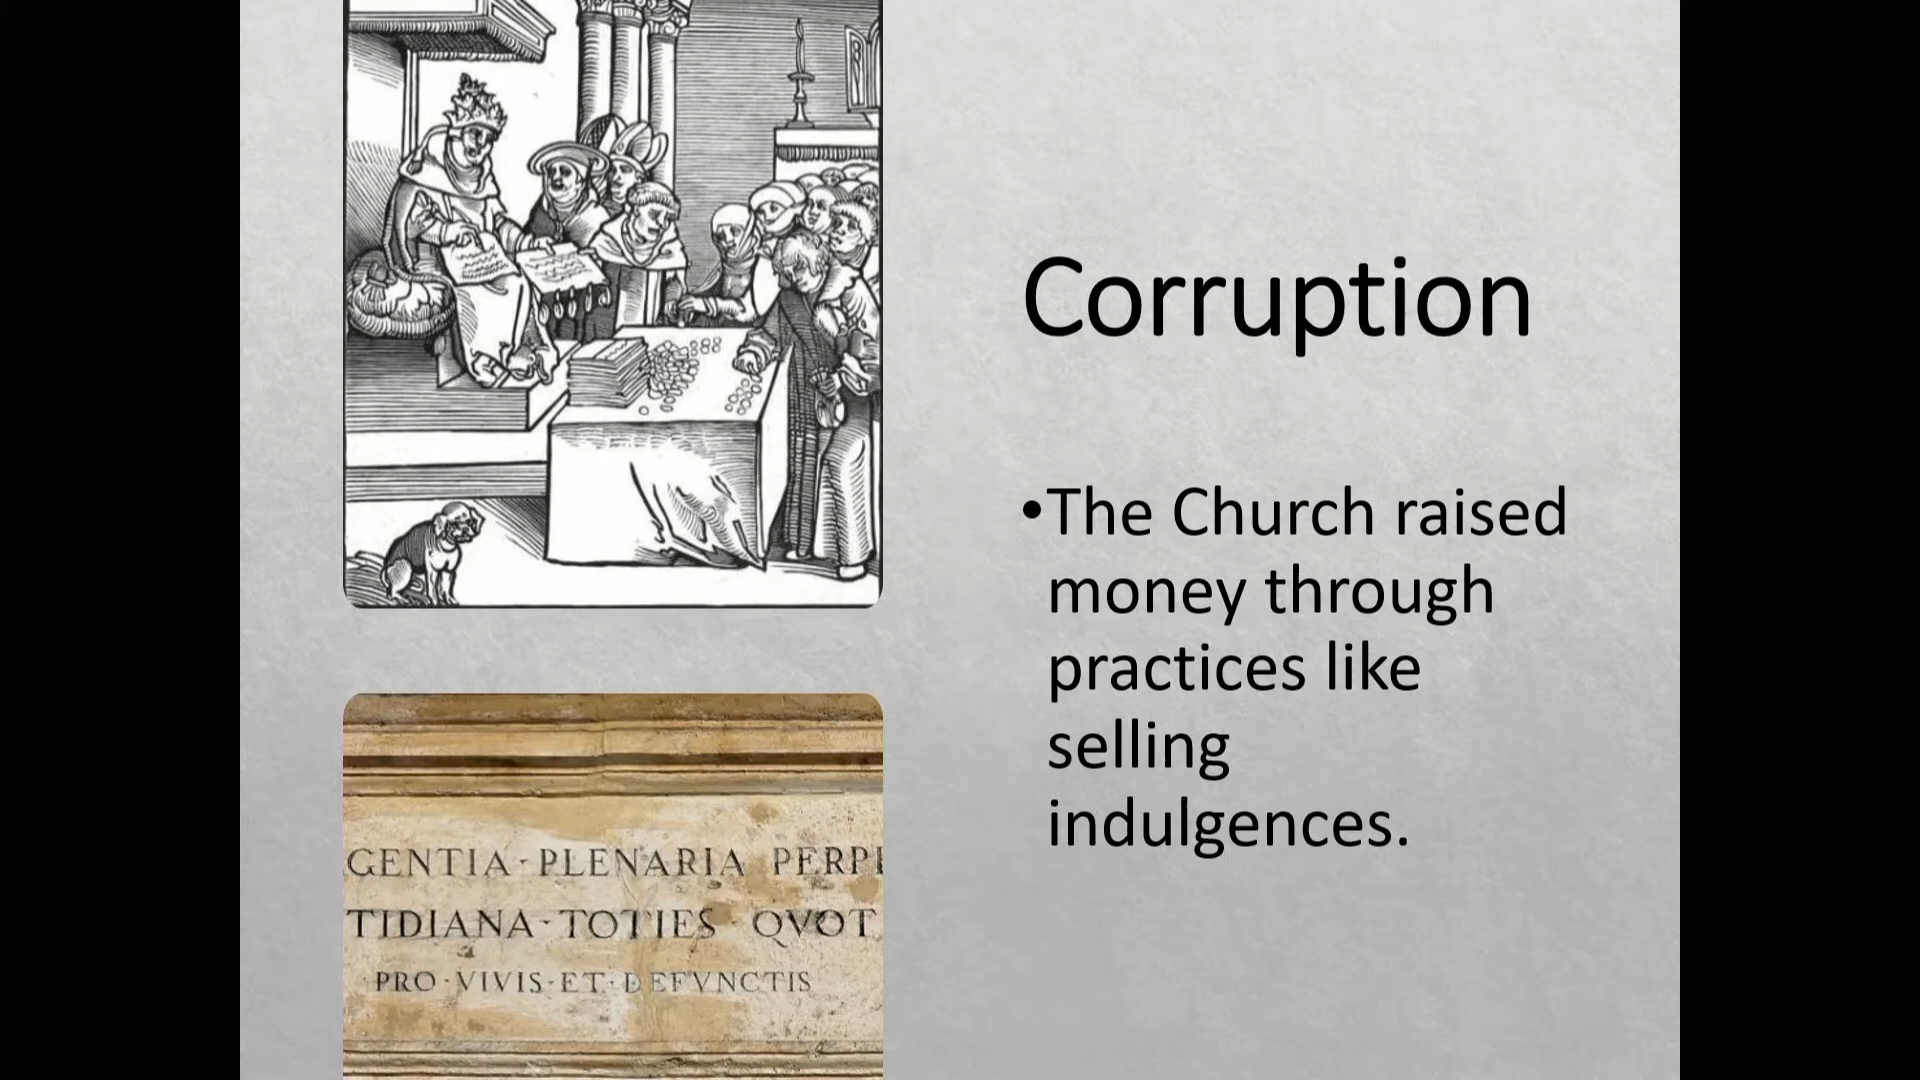 Corruption
•The Church raised
money through
practices like
selling
indulgences.
GENTIA·PLENARIA PERPE
TIDIANA·TOTIES QVOT
PRO·VIVIS·ET·DEFVNCTIS